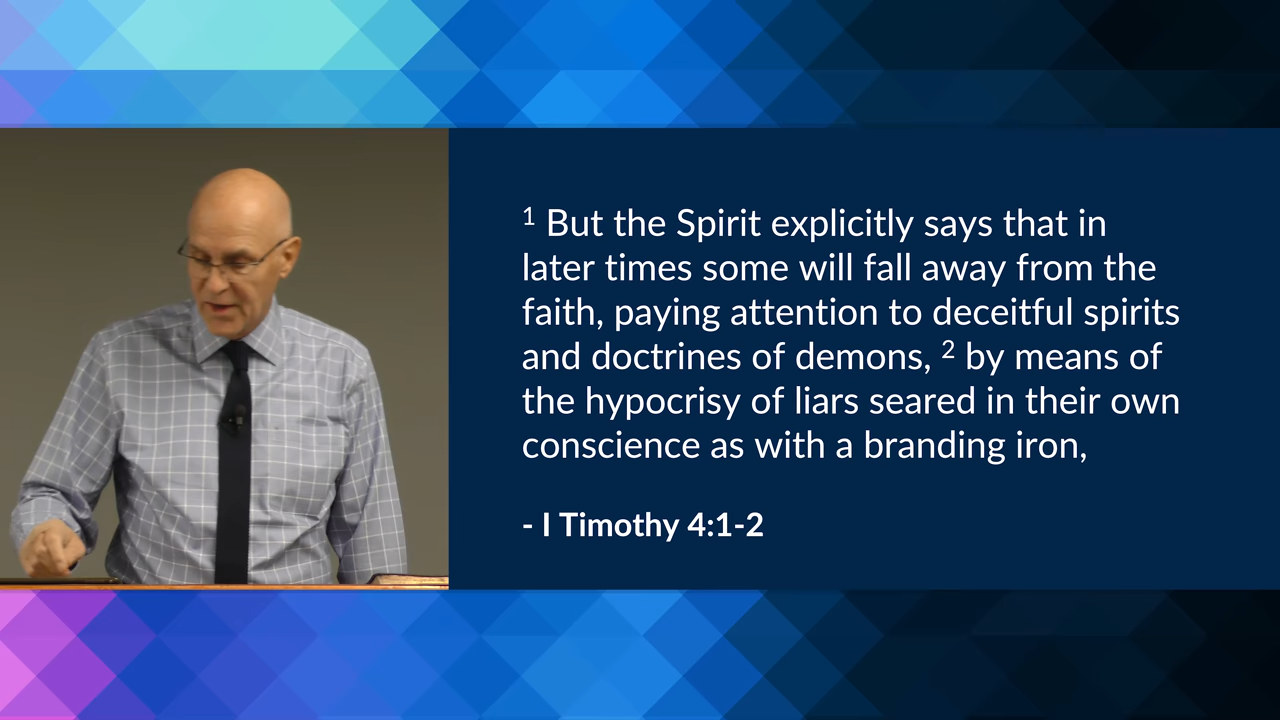 1 But the Spirit explicitly says that in
later times some will fall away from the
faith, paying attention to deceitful spirits
and doctrines of demons, 2 by means of
the hypocrisy of liars seared in their own
conscience as with a branding iron,
- I Timothy 4:1-2